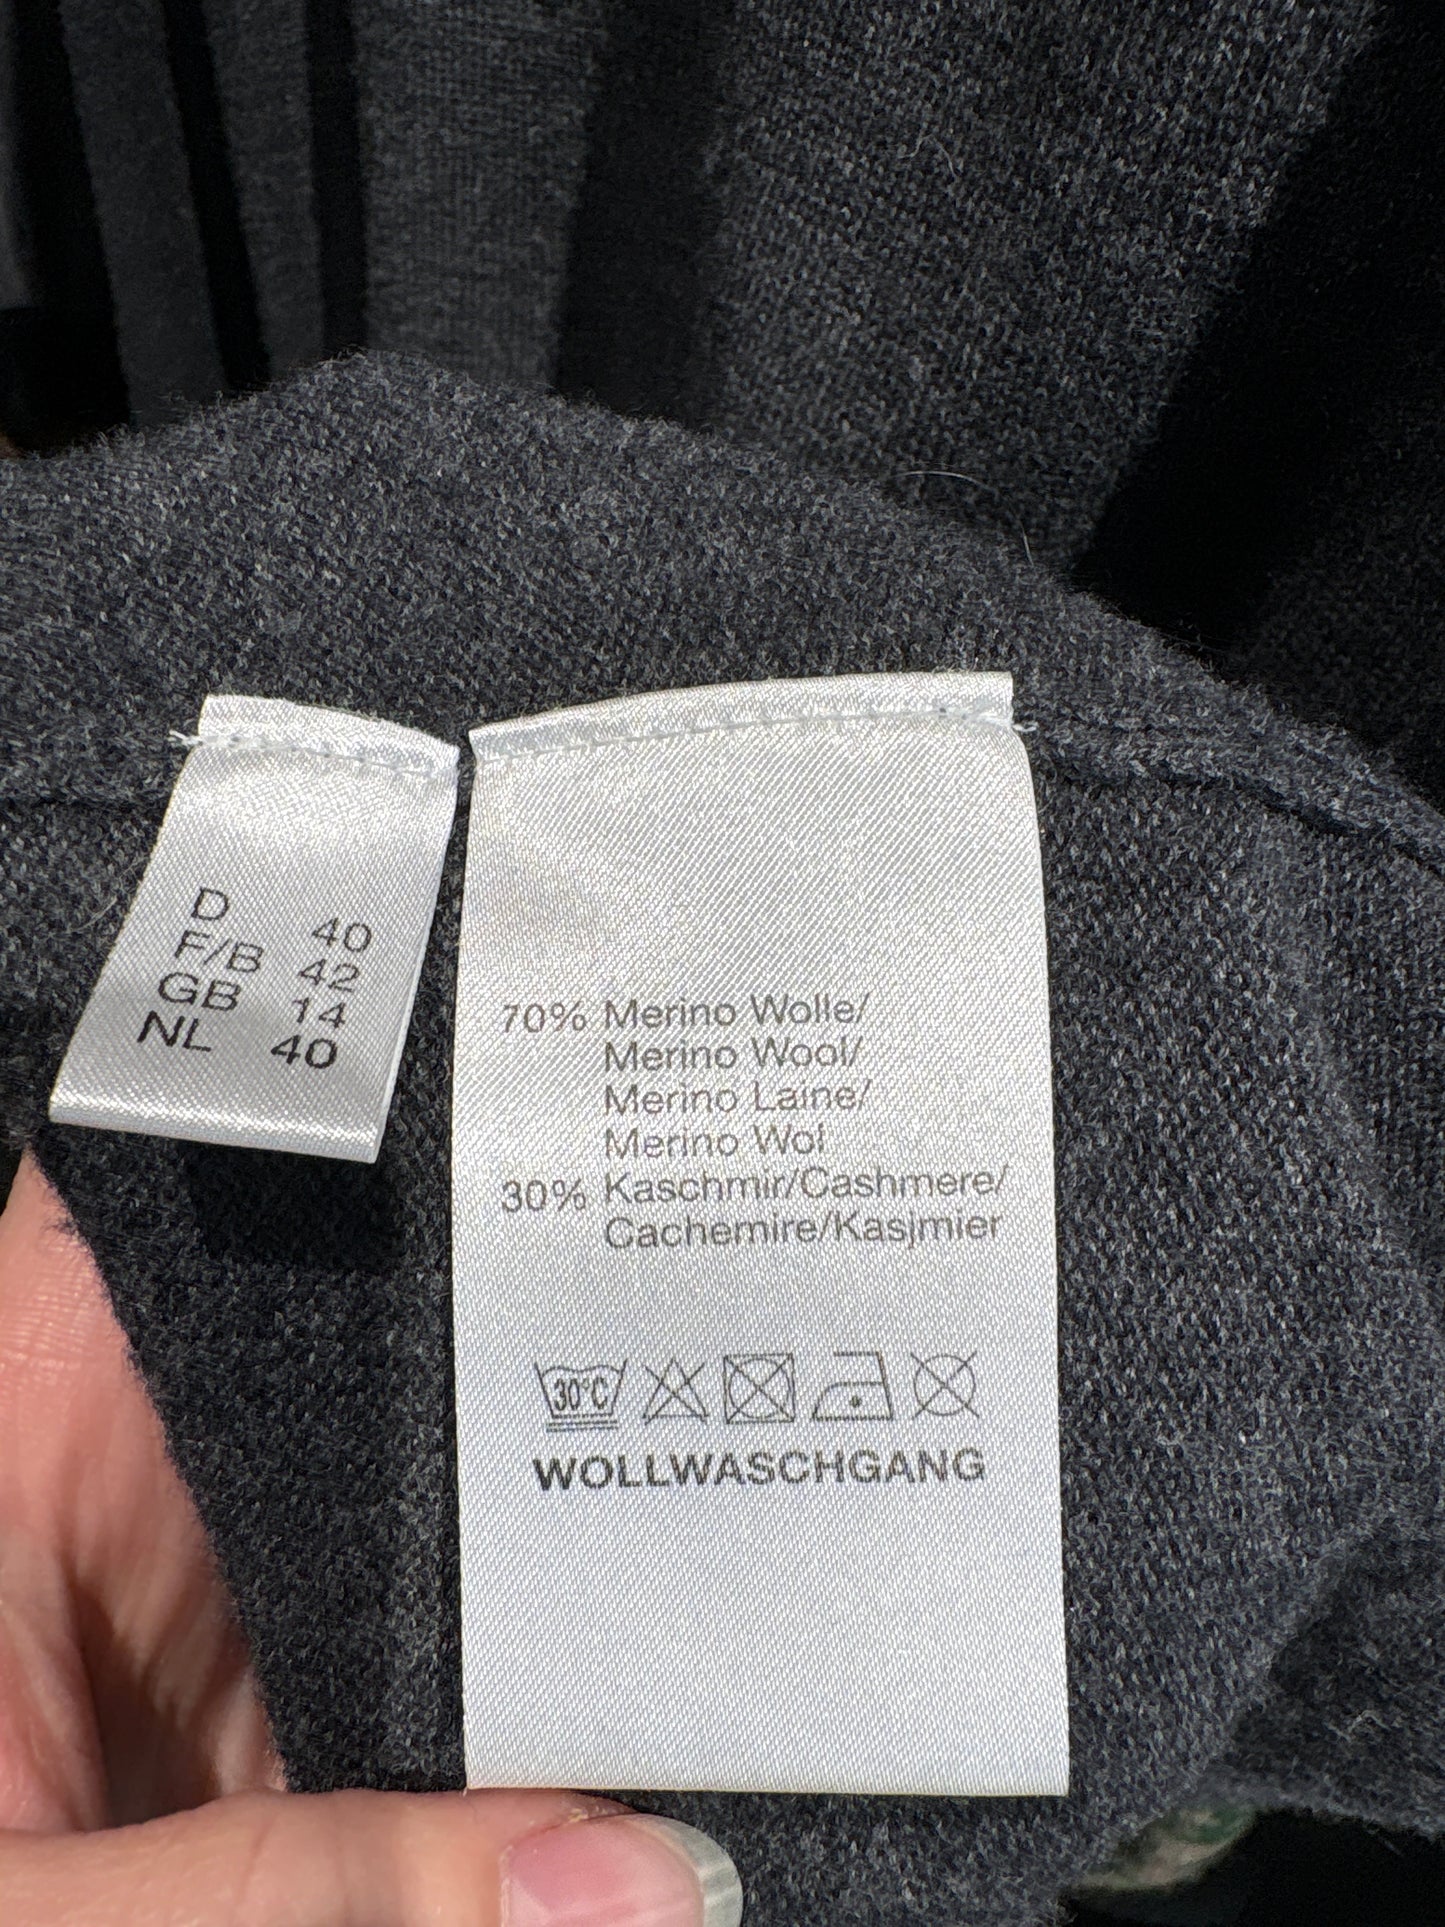 D 40
F/B 42
GB 14
NL 40
70% Merino Wolle/
Merino Wool/
Merino Laine/
Merino Wol
30% Kaschmir/Cashmere/
Cachemire/Kasjmier
30°C
WOLLWASCHGANG